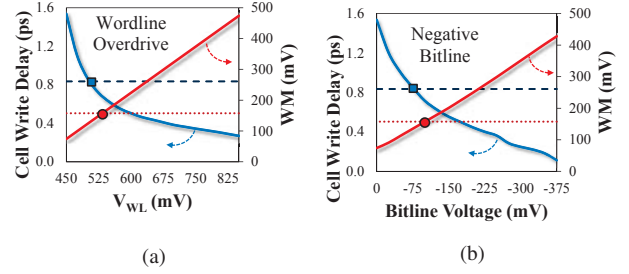 Wordline
Overdrive
Cell Write Delay (ps)
1.6
1.2
0.8
0.4
0.0
450 525 600 675 750 825
V_WL (mV)
500
400
300
200
100
0
WM (mV)
(a)
Negative
Bitline
Cell Write Delay (ps)
1.6
1.2
0.8
0.4
0.0
0 -75 -150 -225 -300 -375
Bitline Voltage (mV)
500
400
300
200
100
0
WM (mV)
(b)